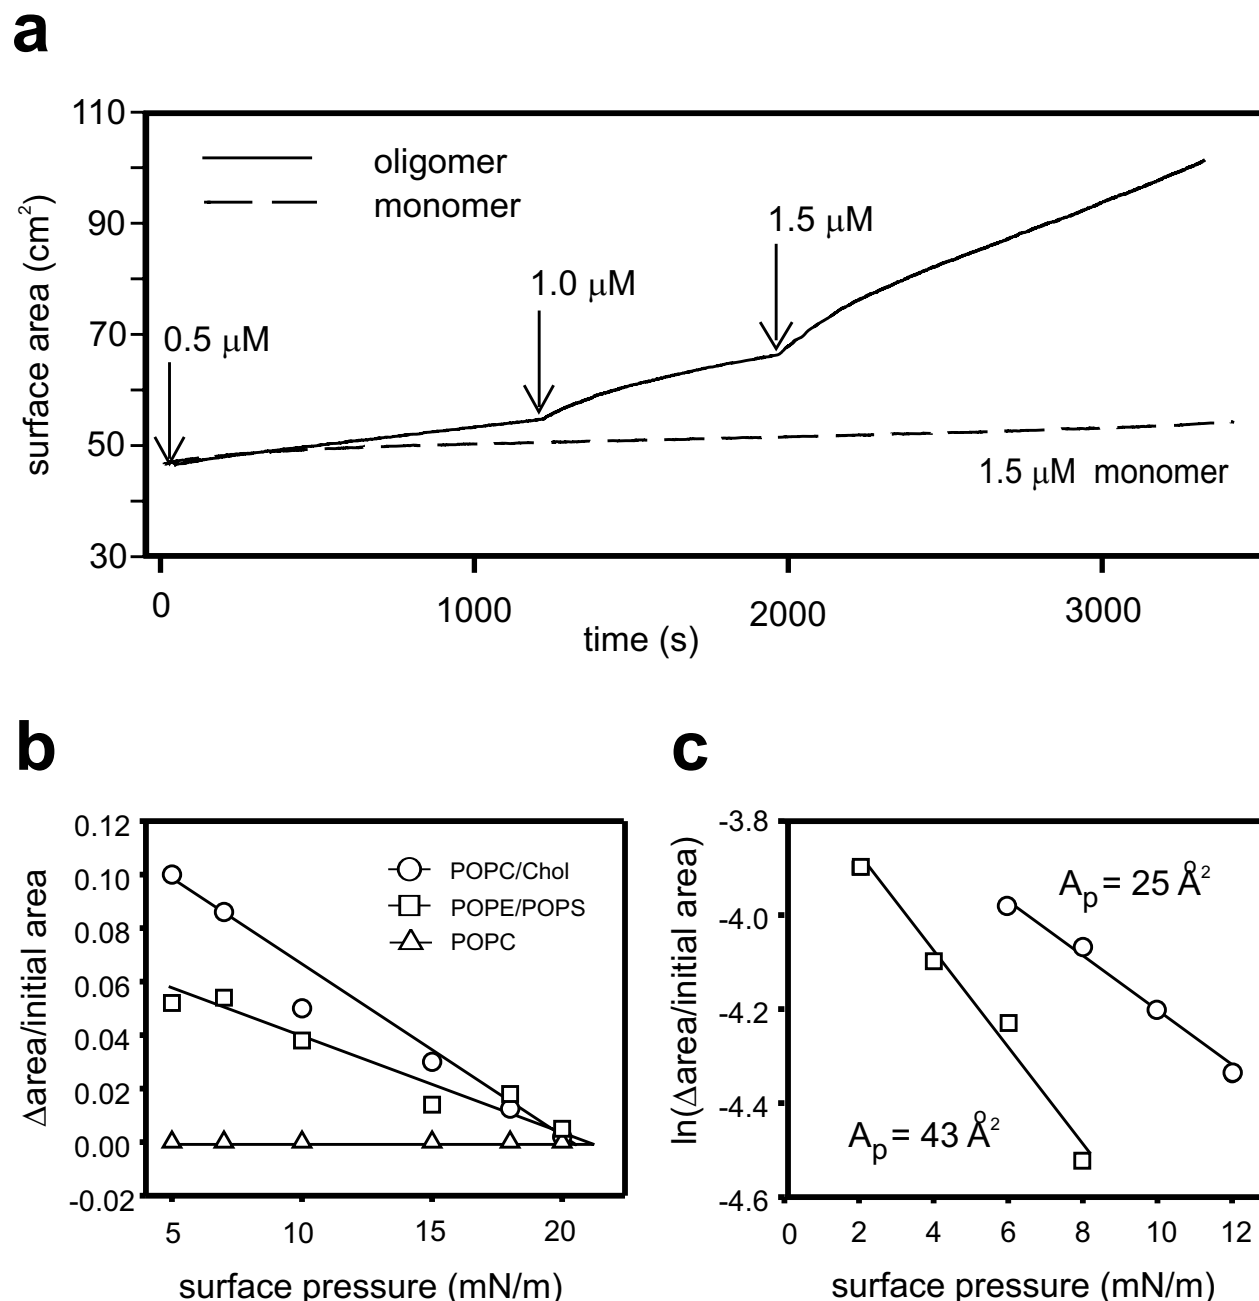 a
110
90
70
50
30
surface area (cm²)
oligomer
monomer
0.5 μM
1.0 μM
1.5 μM
1.5 μM monomer
0 1000 2000 3000
time (s)
b
0.12
0.10
0.08
0.06
0.04
0.02
0.00
-0.02
Δarea/initial area
POPC/Chol
POPE/POPS
POPC
5 10 15 20
surface pressure (mN/m)
c
-3.8
-4.0
-4.2
-4.4
-4.6
ln(Δarea/initial area)
Aₚ = 25 Å²
Aₚ = 43 Å²
0 2 4 6 8 10 12
surface pressure (mN/m)